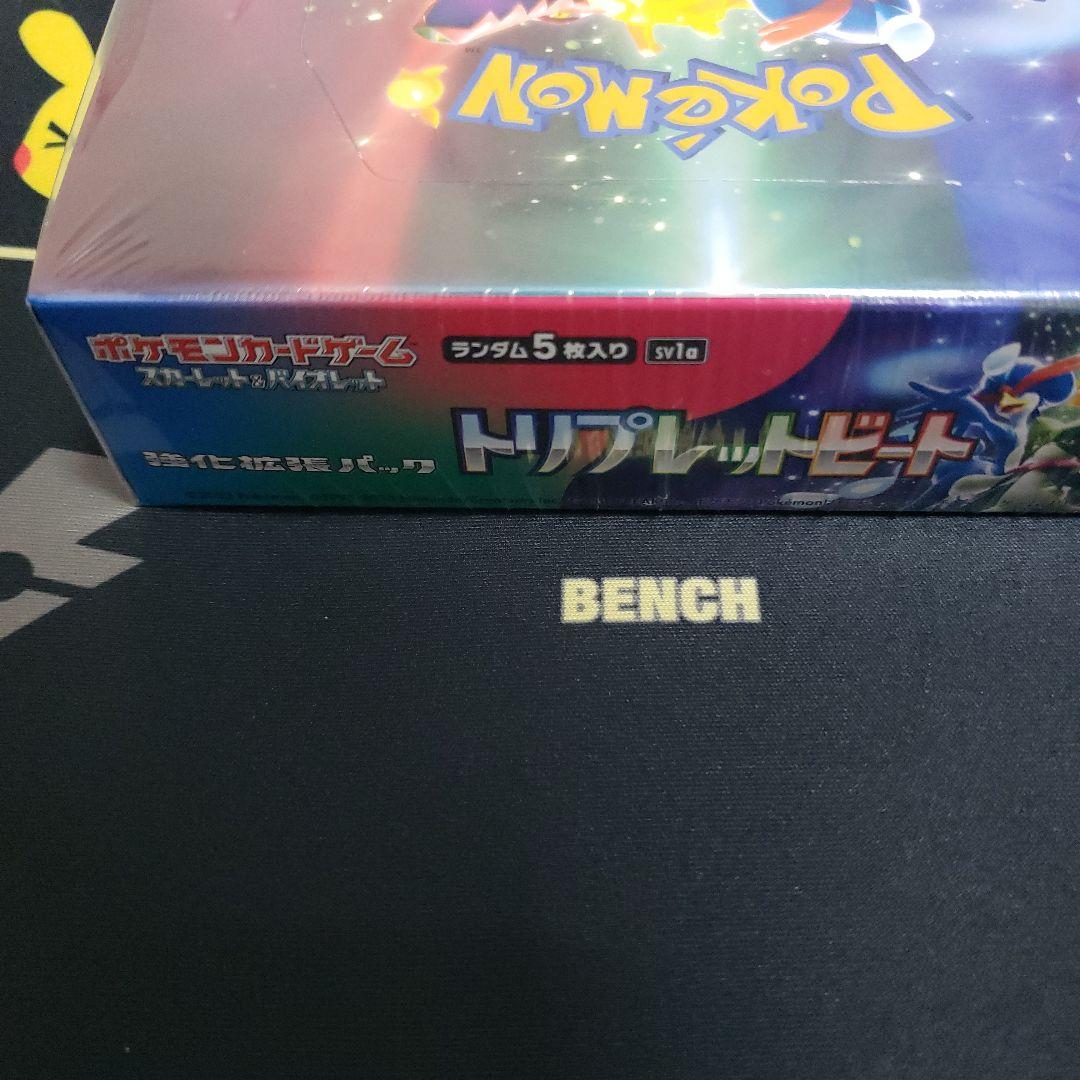 POKéMON
ポケモンカードゲーム
スカーレット&バイオレット
ランダム5枚入り
sv1a
強化拡張パック
トリプレットビート
BENCH